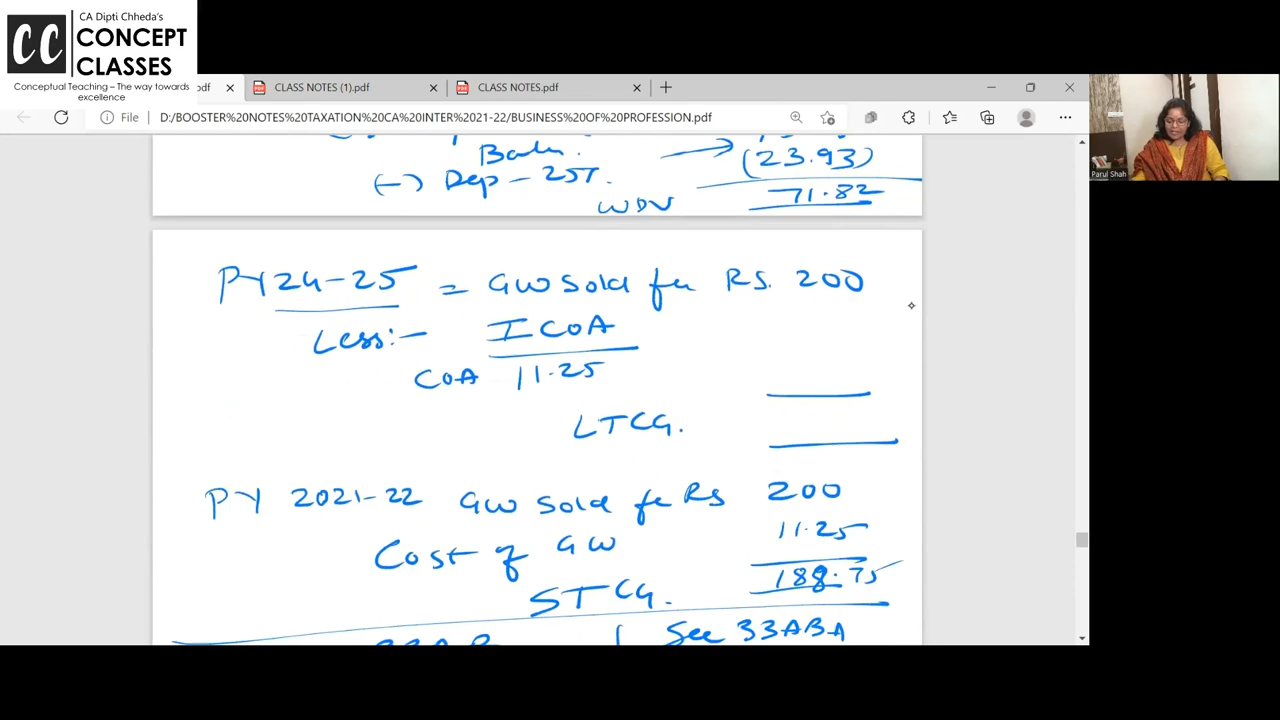 CA Dipti Chheda's
CC CONCEPT
CLASSES
Conceptual Teaching – The way towards
excellence
pdf
CLASS NOTES (1).pdf
CLASS NOTES.pdf
File
D:/BOOSTER%20NOTES%20TAXATION%20CA%20INTER%202021-22/BUSINESS%20OF%20PROFESSION.pdf
Parul Shah
(23.93)
(-) Dep - 25%.
WDV 71.82
PY 24-25 = GW Sold for RS. 200
Less:- ICOA
COA 11.25
LTCG.
PY 2021-22 GW Sold for Rs 200
Cost of GW 11.25
STCG. 188.75
See 33ABA